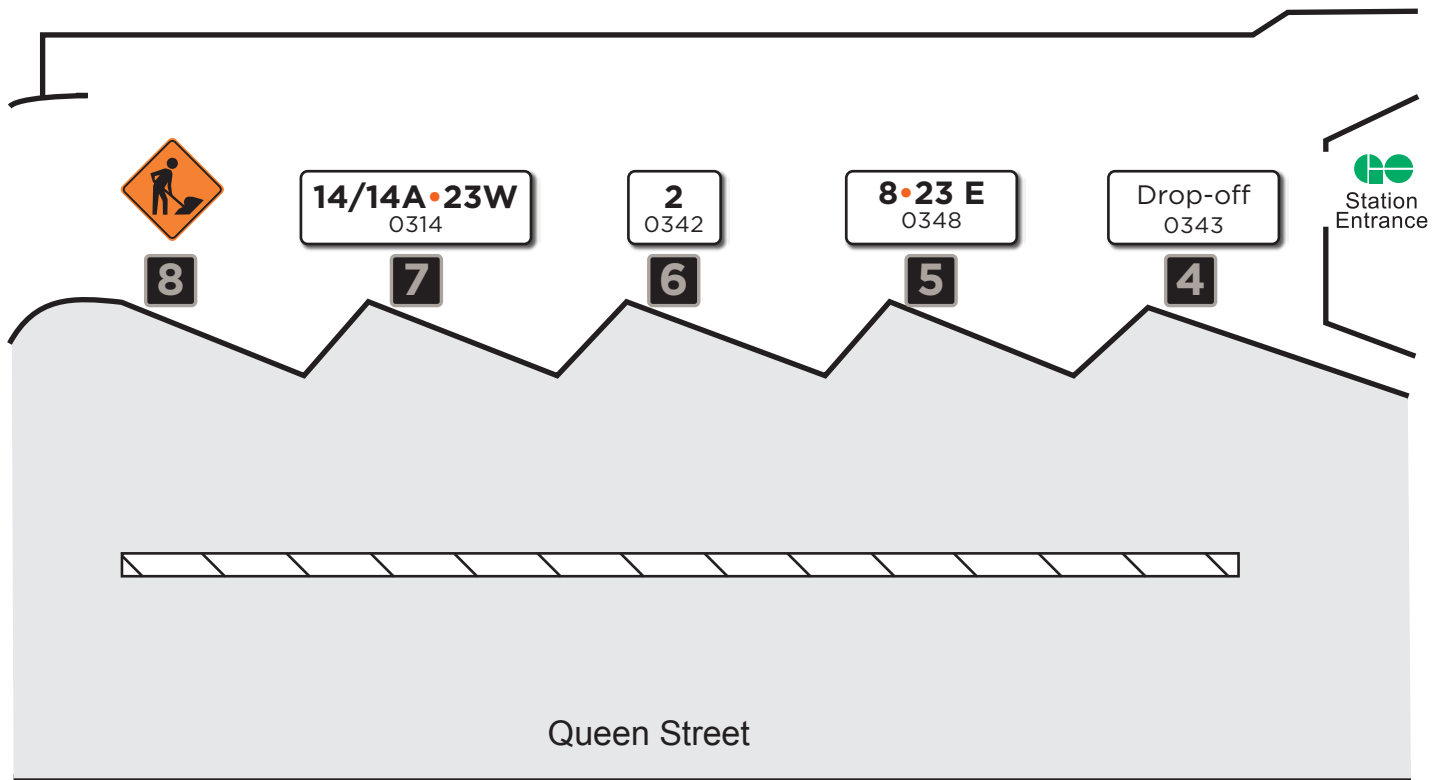 14/14A•23W
0314
2
0342
8•23 E
0348
Drop-off
0343
GO
Station
Entrance
8
7
6
5
4
Queen Street